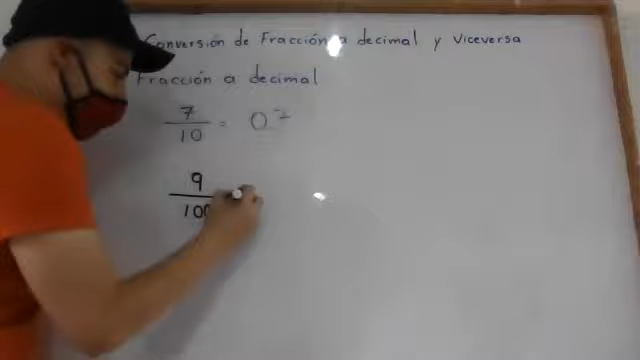 Conversión de Fracción a decimal y viceversa
Fracción a decimal
7
10 = 0.7
9
100